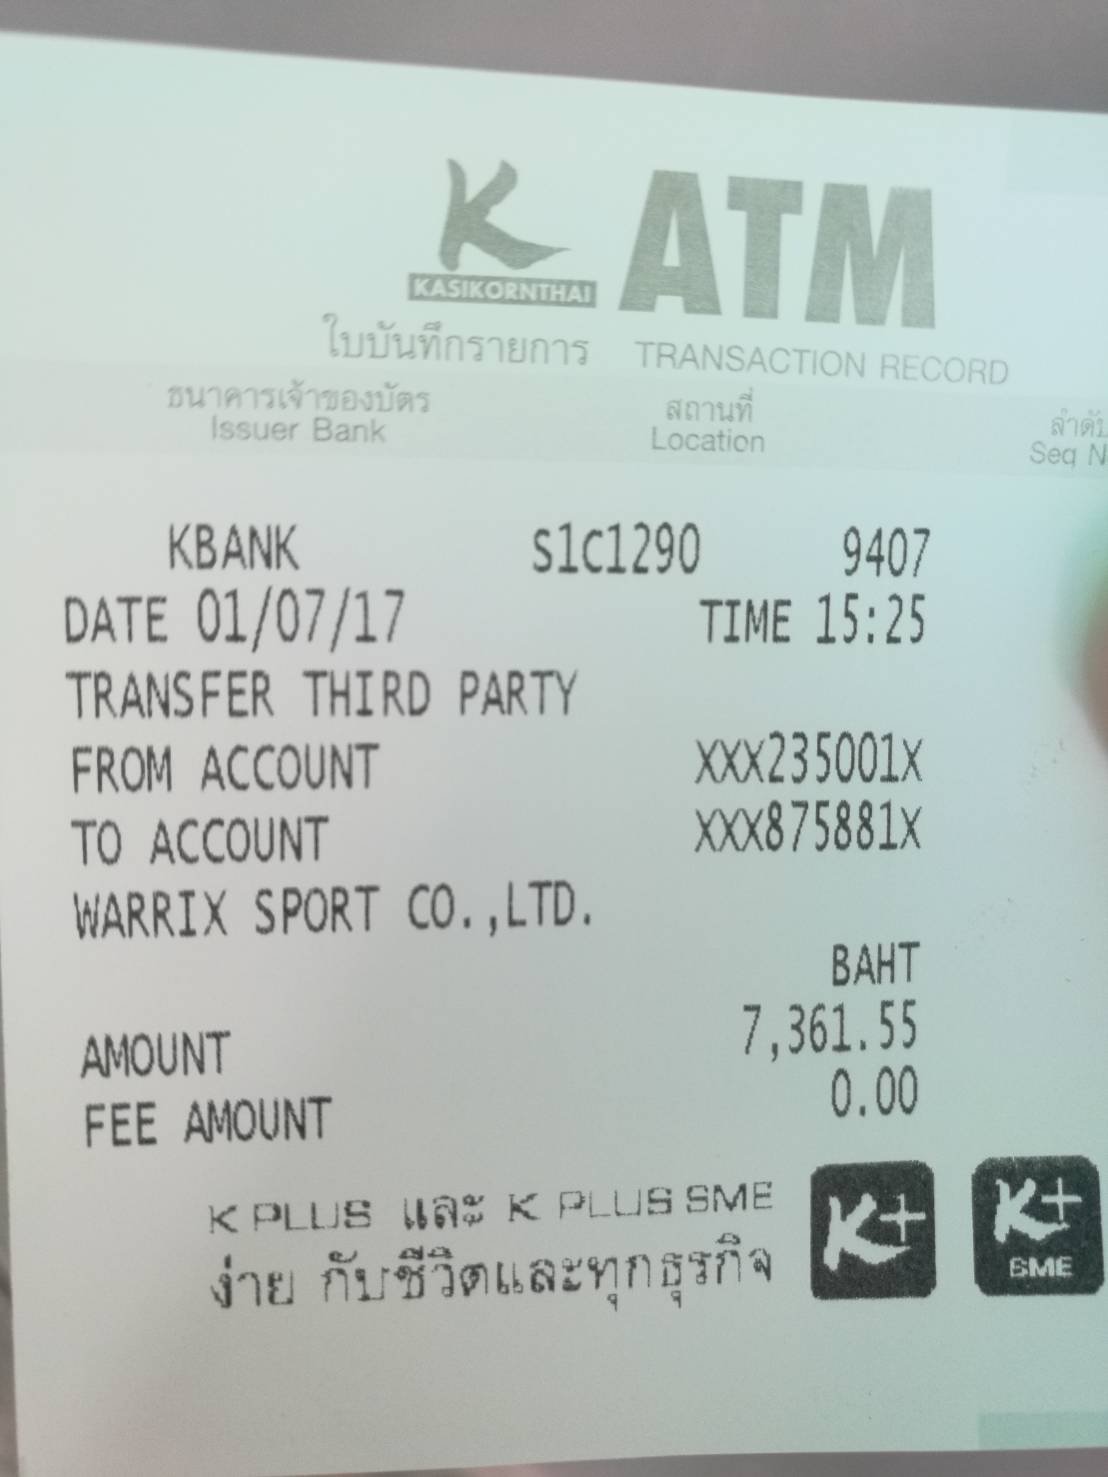 K ATM
KASIKORNTHAI
ใบบันทึกรายการ TRANSACTION RECORD
ธนาคารเจ้าของบัตร สถานที่ ลำดับ
Issuer Bank Location Seq N
KBANK S1C1290 9407
DATE 01/07/17 TIME 15:25
TRANSFER THIRD PARTY
FROM ACCOUNT XXX235001X
TO ACCOUNT XXX875881X
WARRIX SPORT CO.,LTD.
BAHT
AMOUNT 7,361.55
FEE AMOUNT 0.00
K PLUS และ K PLUS SME K+ K+
ง่าย กับชีวิตและทุกธุรกิจ SME